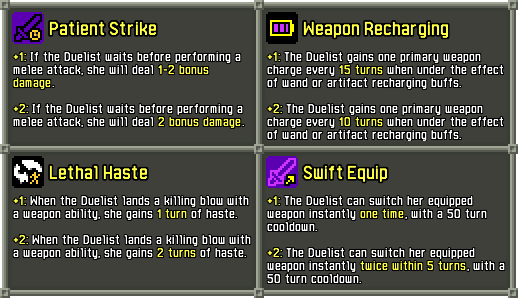 Patient Strike
+1: If the Duelist waits before performing a
melee attack, she will deal 1-2 bonus
damage.
+2: If the Duelist waits before performing a
melee attack, she will deal 2 bonus damage.
Weapon Recharging
+1: The Duelist gains one primary weapon
charge every 15 turns when under the effect
of wand or artifact recharging buffs.
+2: The Duelist gains one primary weapon
charge every 10 turns when under the effect
of wand or artifact recharging buffs.
Lethal Haste
+1: When the Duelist lands a killing blow with
a weapon ability, she gains 1 turn of haste.
+2: When the Duelist lands a killing blow with
a weapon ability, she gains 2 turns of haste.
Swift Equip
+1: The Duelist can switch her equipped
weapon instantly one time, with a 50 turn
cooldown.
+2: The Duelist can switch her equipped
weapon instantly twice within 5 turns, with a
50 turn cooldown.